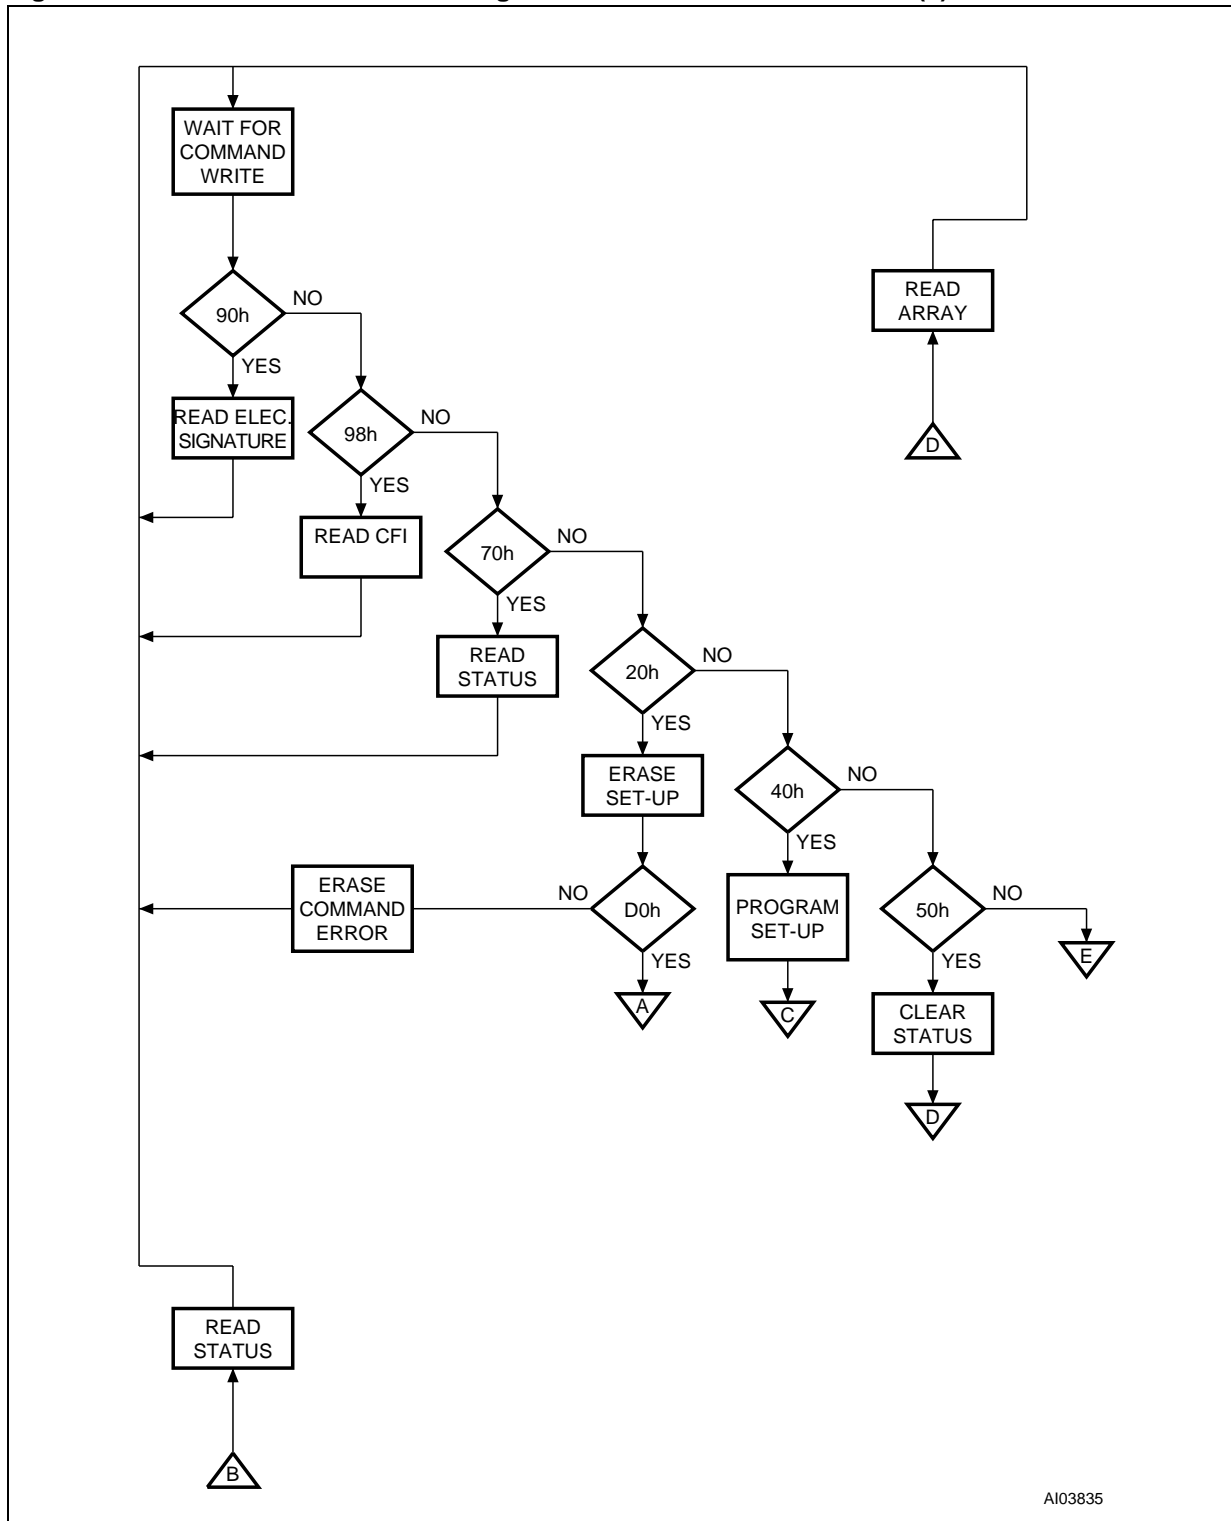 WAIT FOR
COMMAND
WRITE
90h
NO
YES
READ ELEC.
SIGNATURE
READ
ARRAY
D
98h
NO
YES
READ CFI
70h
NO
YES
READ
STATUS
20h
NO
YES
ERASE
SET-UP
40h
NO
YES
PROGRAM
SET-UP
C
D0h
NO
YES
ERASE
COMMAND
ERROR
A
50h
NO
YES
E
CLEAR
STATUS
D
READ
STATUS
B
AI03835